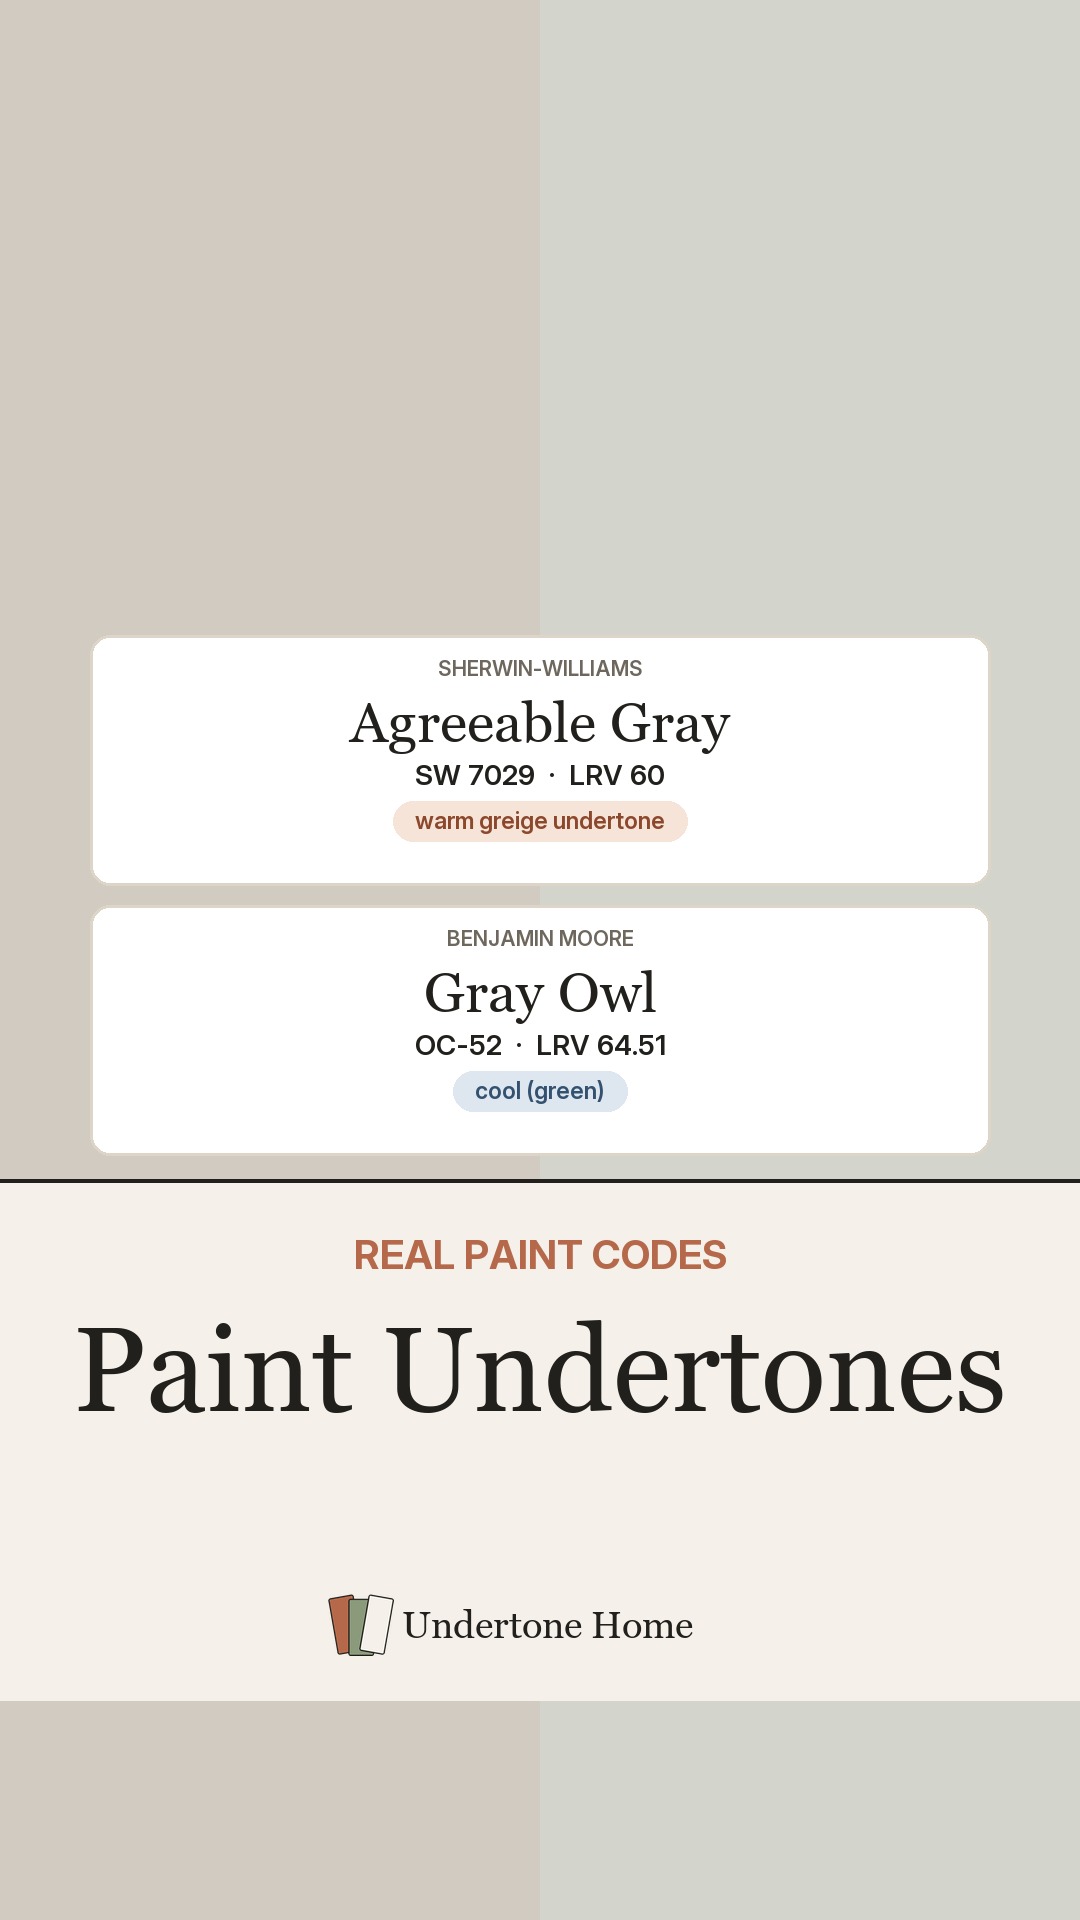 SHERWIN-WILLIAMS
Agreeable Gray
SW 7029 · LRV 60
warm greige undertone
BENJAMIN MOORE
Gray Owl
OC-52 · LRV 64.51
cool (green)
REAL PAINT CODES
Paint Undertones
Undertone Home